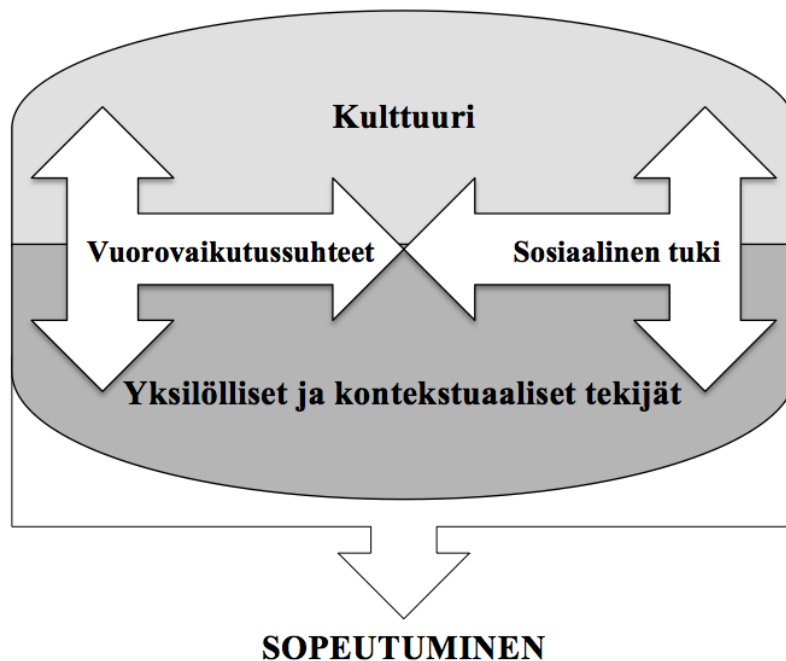 Kulttuuri
Vuorovaikutussuhteet
Sosiaalinen tuki
Yksilölliset ja kontekstuaaliset tekijät
SOPEUTUMINEN